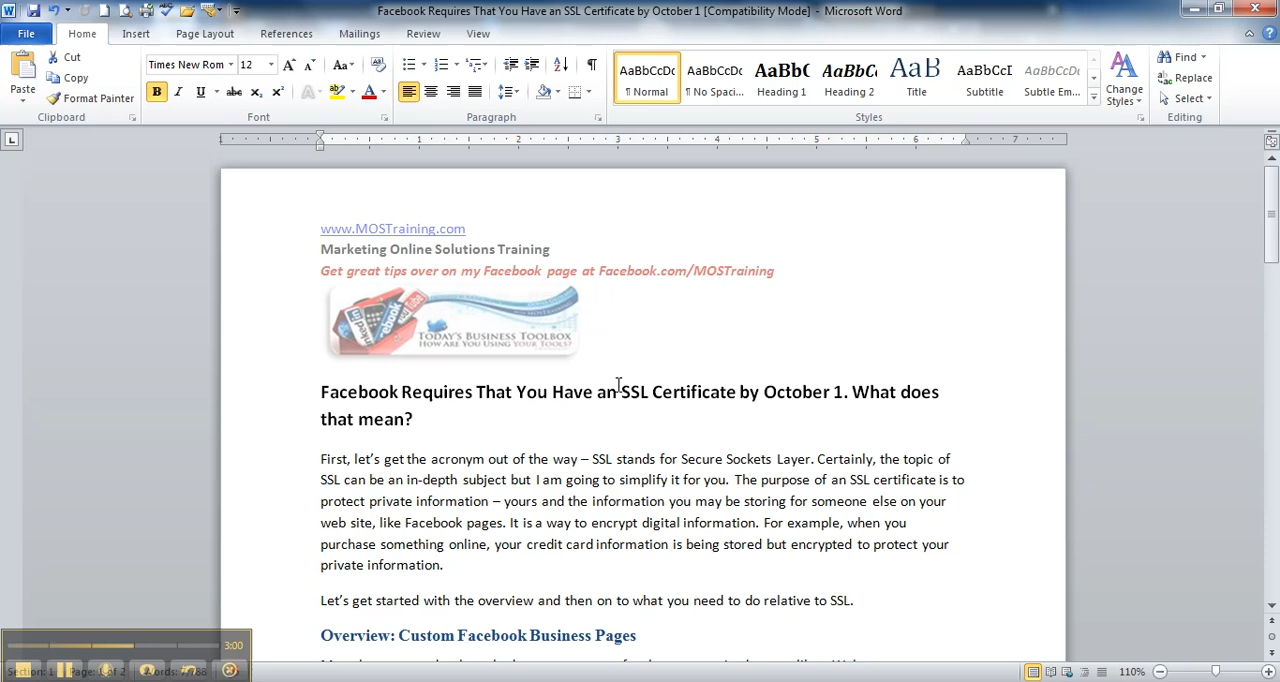 Facebook Requires That You Have an SSL Certificate by October 1 [Compatibility Mode] - Microsoft Word
File Home Insert Page Layout References Mailings Review View
Cut
Copy
Format Painter
Paste
Clipboard
Times New Rom 12
Font
Paragraph
AaBbCcDc AaBbCcDc AaBbC AaBbCc AaB AaBbCcDc AaBbCcDc
¶ Normal ¶ No Spaci... Heading 1 Heading 2 Title Subtitle Subtle Em...
Change
Styles
Styles
Find
Replace
Select
Editing
1 1 2 3 4 5 6 7
www.MOSTraining.com
Marketing Online Solutions Training
Get great tips over on my Facebook page at Facebook.com/MOSTraining
TODAY'S BUSINESS TOOLBOX
HOW ARE YOU USING YOUR TOOLS?
Facebook Requires That You Have an SSL Certificate by October 1. What does
that mean?
First, let's get the acronym out of the way – SSL stands for Secure Sockets Layer. Certainly, the topic of
SSL can be an in-depth subject but I am going to simplify it for you. The purpose of an SSL certificate is to
protect private information – yours and the information you may be storing for someone else on your
web site, like Facebook pages. It is a way to encrypt digital information. For example, when you
purchase something online, your credit card information is being stored but encrypted to protect your
private information.
Let's get started with the overview and then on to what you need to do relative to SSL.
Overview: Custom Facebook Business Pages
3:00
110%